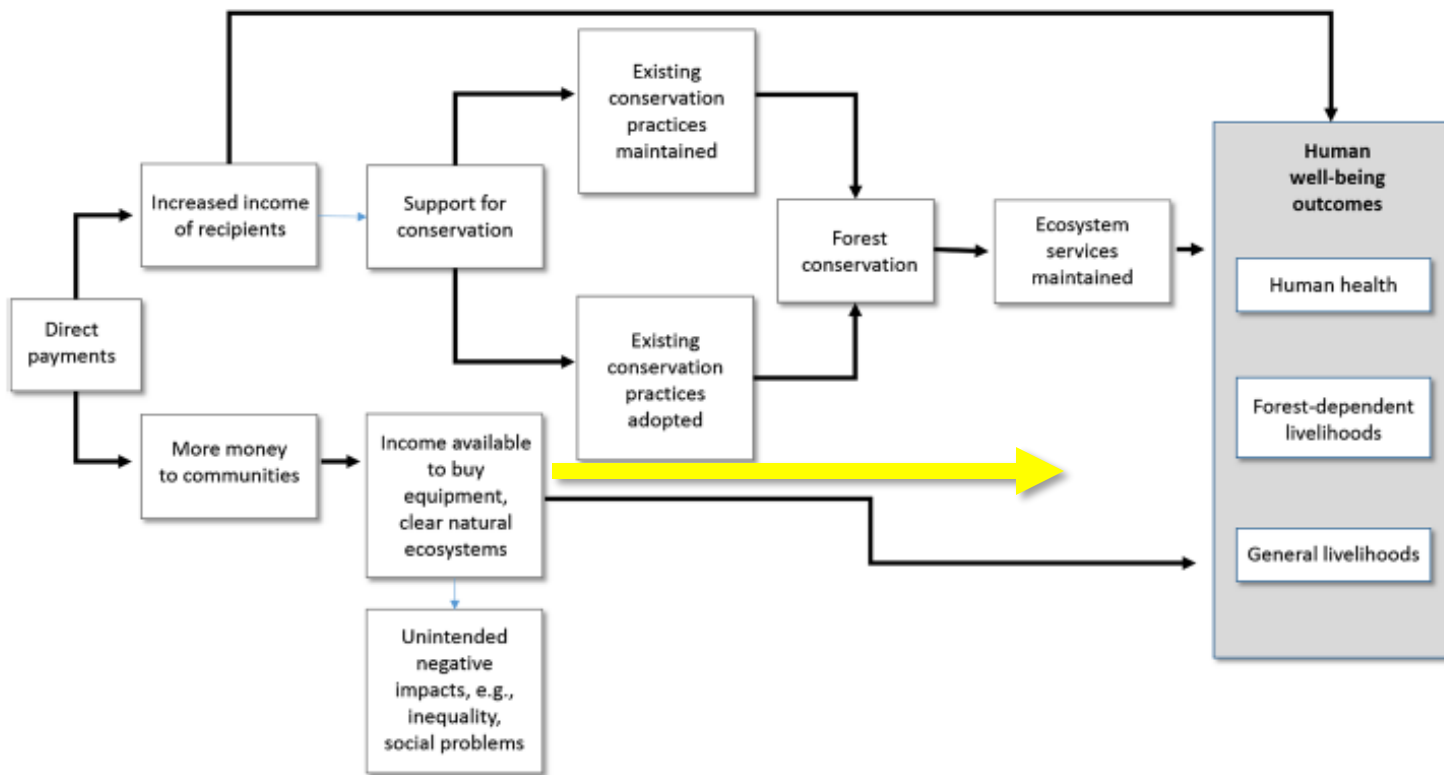 Direct
payments
Increased income
of recipients
More money
to communities
Support for
conservation
Income available
to buy
equipment,
clear natural
ecosystems
Unintended
negative
impacts, e.g.,
inequality,
social problems
Existing
conservation
practices
maintained
Existing
conservation
practices
adopted
Forest
conservation
Ecosystem
services
maintained
Human
well-being
outcomes
Human health
Forest-dependent
livelihoods
General livelihoods